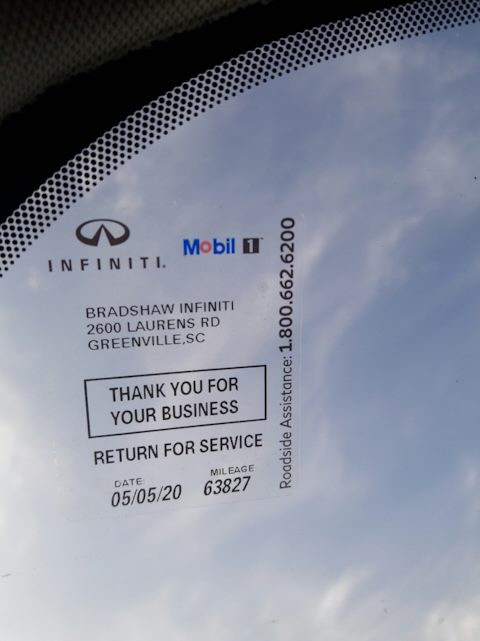 INFINITI.
Mobil 1
BRADSHAW INFINITI
2600 LAURENS RD
GREENVILLE,SC
THANK YOU FOR
YOUR BUSINESS
RETURN FOR SERVICE
DATE: MILEAGE
05/05/20 63827
Roadside Assistance: 1.800.662.6200